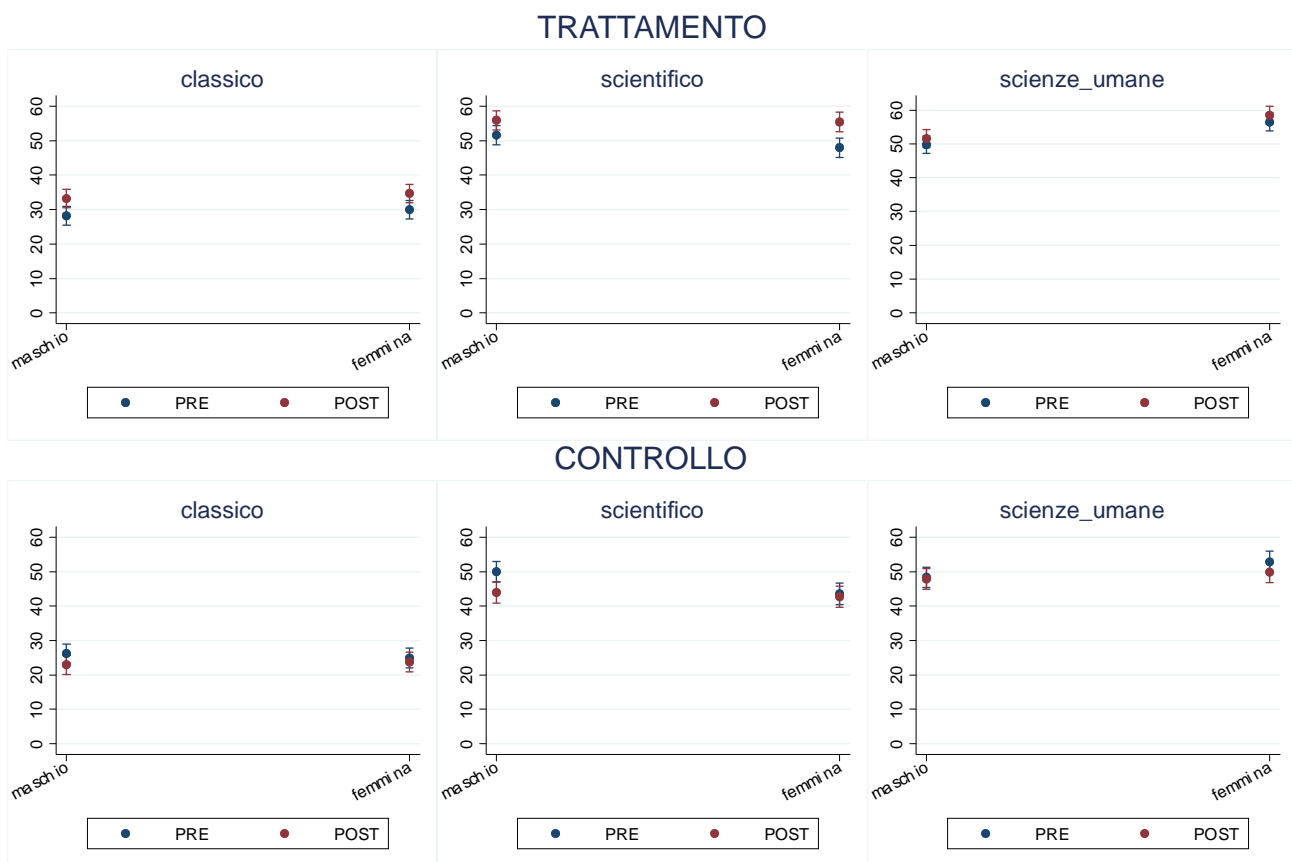 TRATTAMENTO
classico
60
50
40
30
20
10
0
maschio
femmina
PRE POST
scientifico
60
50
40
30
20
10
0
maschio
femmina
PRE POST
scienze_umane
60
50
40
30
20
10
0
maschio
femmina
PRE POST
CONTROLLO
classico
60
50
40
30
20
10
0
maschio
femmina
PRE POST
scientifico
60
50
40
30
20
10
0
maschio
femmina
PRE POST
scienze_umane
60
50
40
30
20
10
0
maschio
femmina
PRE POST